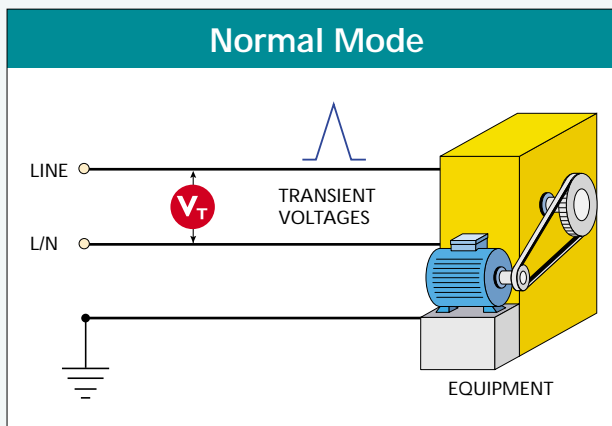 Normal Mode
LINE
VT
TRANSIENT
VOLTAGES
L/N
EQUIPMENT